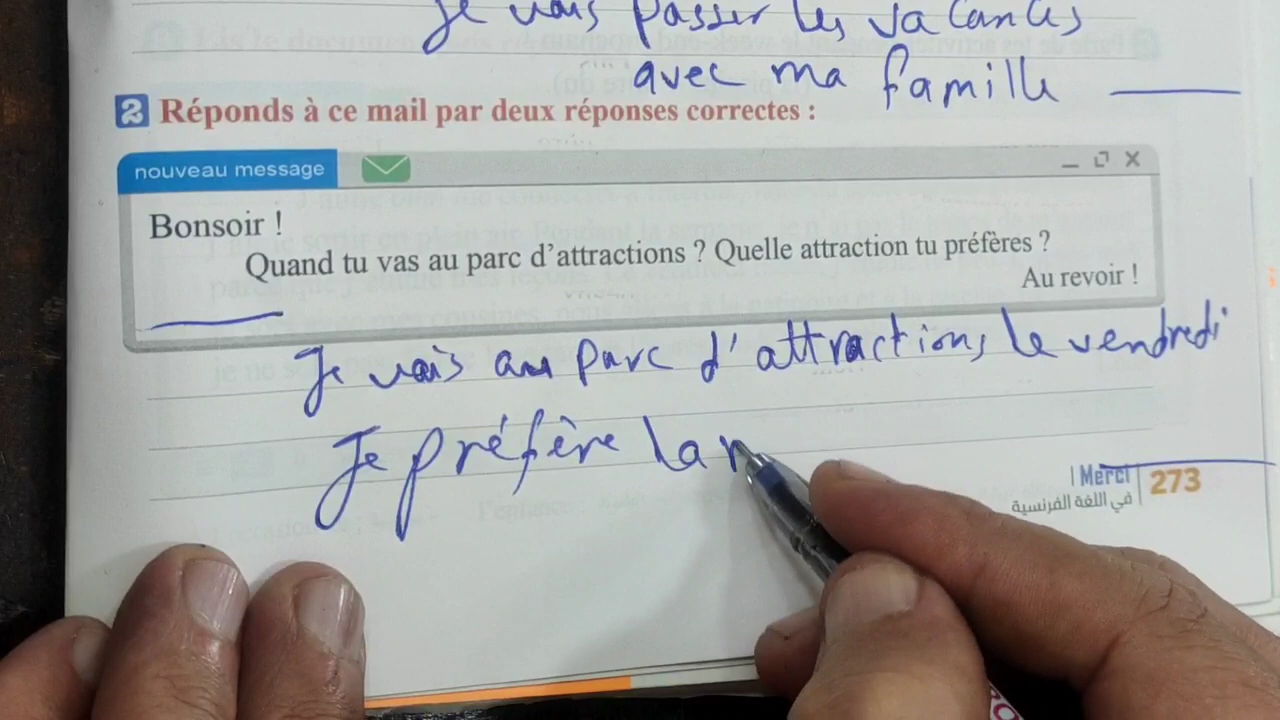 Je vais passer les vacances
avec ma famille
2 Réponds à ce mail par deux réponses correctes :
nouveau message
Bonsoir !
Quand tu vas au parc d'attractions ? Quelle attraction tu préfères ?
Au revoir !
Je vais au parc d'attractions le vendredi
Je préfère la
Merci 273
في اللغة الفرنسية